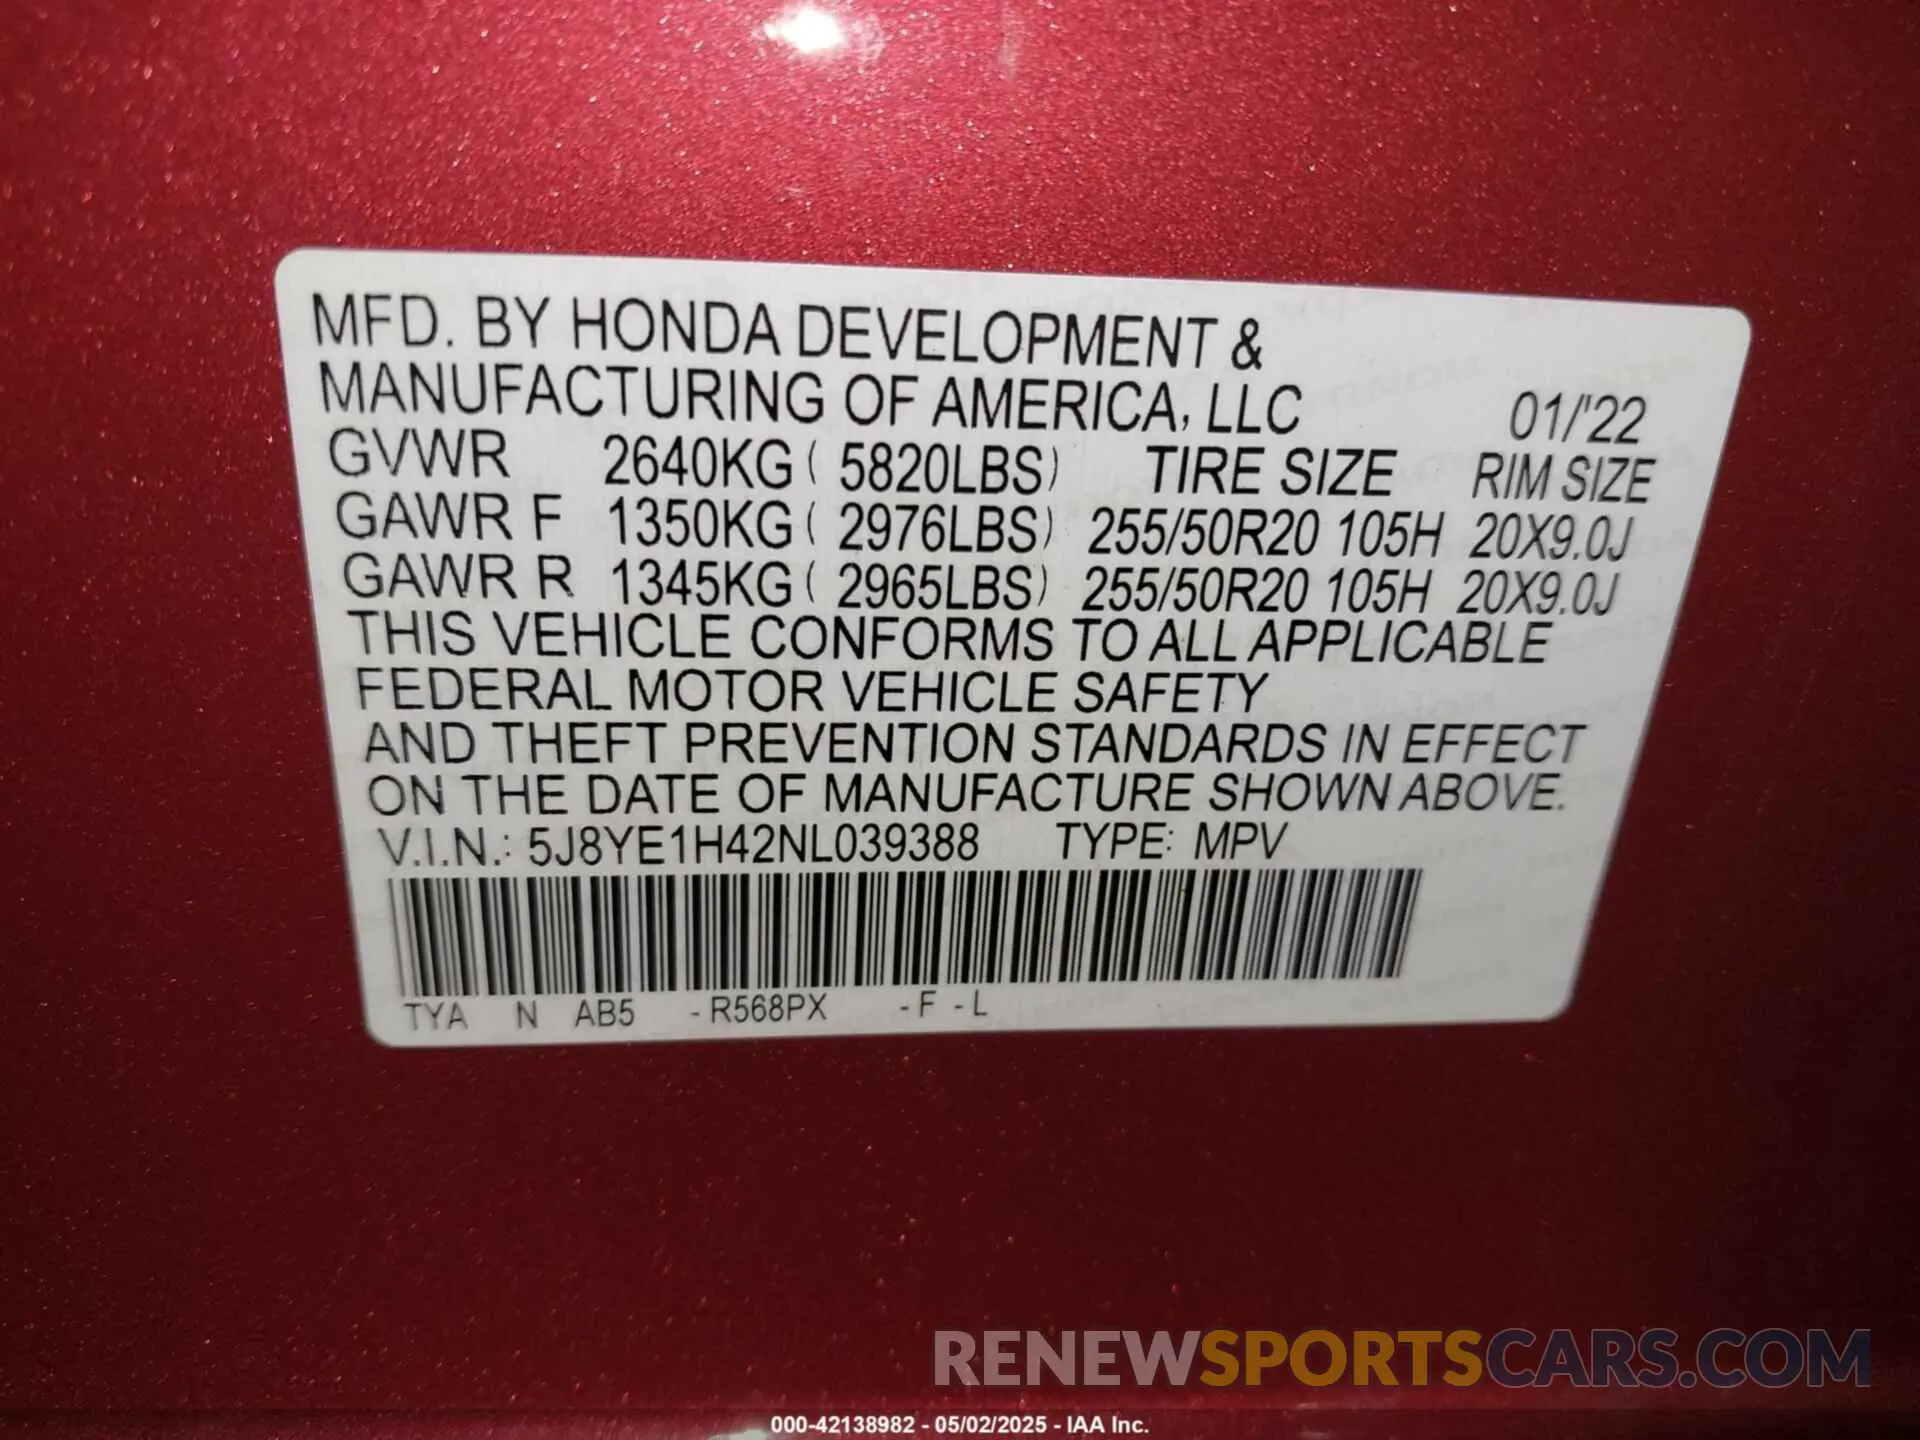 MFD. BY HONDA DEVELOPMENT &
MANUFACTURING OF AMERICA, LLC 01/'22
GVWR 2640KG ( 5820LBS) TIRE SIZE RIM SIZE
GAWR F 1350KG ( 2976LBS) 255/50R20 105H 20X9.0J
GAWR R 1345KG ( 2965LBS) 255/50R20 105H 20X9.0J
THIS VEHICLE CONFORMS TO ALL APPLICABLE
FEDERAL MOTOR VEHICLE SAFETY
AND THEFT PREVENTION STANDARDS IN EFFECT
ON THE DATE OF MANUFACTURE SHOWN ABOVE.
V.I.N.: 5J8YE1H42NL039388 TYPE: MPV
TYA N AB5 - R568PX - F - L
RENEWSPORTSCARS.COM
000-42138982 - 05/02/2025 - IAA Inc.